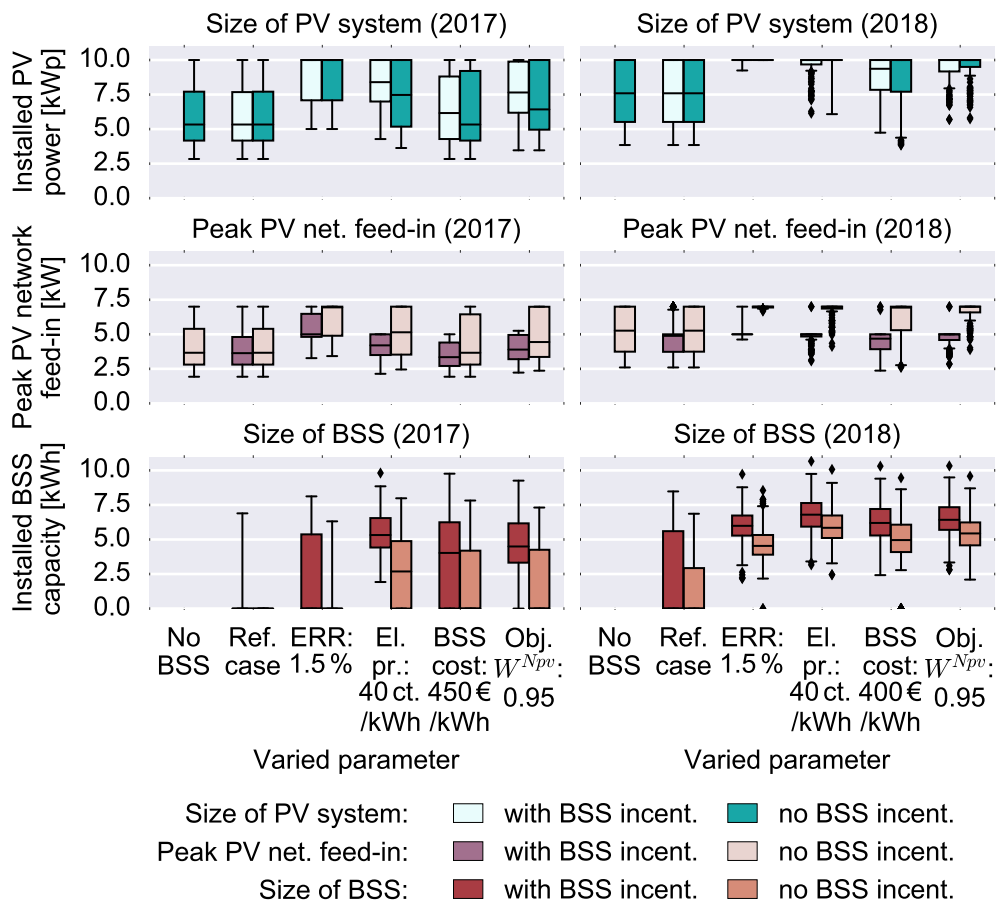 Size of PV system (2017)
Size of PV system (2018)
Installed PV
power [kWp]
10.0
7.5
5.0
2.5
0.0
Peak PV net. feed-in (2017)
Peak PV net. feed-in (2018)
Peak PV network
feed-in [kW]
10.0
7.5
5.0
2.5
0.0
Size of BSS (2017)
Size of BSS (2018)
Installed BSS
capacity [kWh]
10.0
7.5
5.0
2.5
0.0
No
BSS
Ref.
case
ERR:
1.5 %
El.
pr.:
40 ct.
/kWh
BSS
cost:
450 €
/kWh
Obj.
W^{Npv}:
0.95
No
BSS
Ref.
case
ERR:
1.5 %
El.
pr.:
40 ct.
/kWh
BSS
cost:
400 €
/kWh
Obj.
W^{Npv}:
0.95
Varied parameter
Varied parameter
Size of PV system: with BSS incent. no BSS incent.
Peak PV net. feed-in: with BSS incent. no BSS incent.
Size of BSS: with BSS incent. no BSS incent.